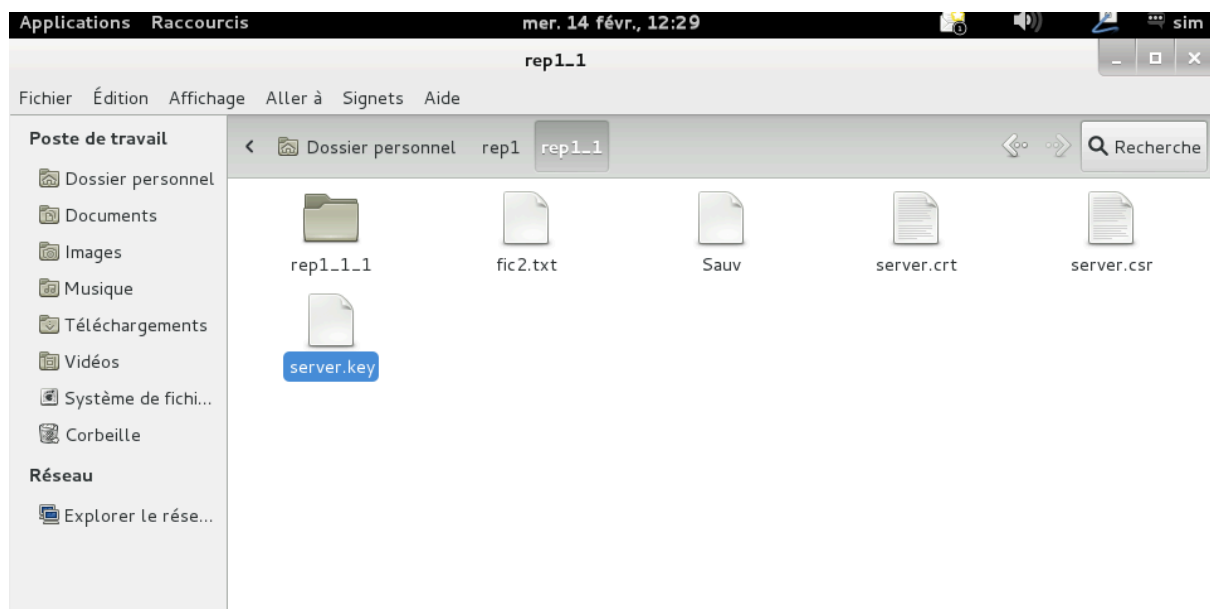 Applications Raccourcis mer. 14 févr., 12:29 1 sim
rep1_1
Fichier Édition Affichage Aller à Signets Aide
Poste de travail
Dossier personnel
Documents
Images
Musique
Téléchargements
Vidéos
Système de fichi...
Corbeille
Réseau
Explorer le rése...
< Dossier personnel rep1 rep1_1 Recherche
rep1_1_1 fic2.txt Sauv server.crt server.csr
server.key